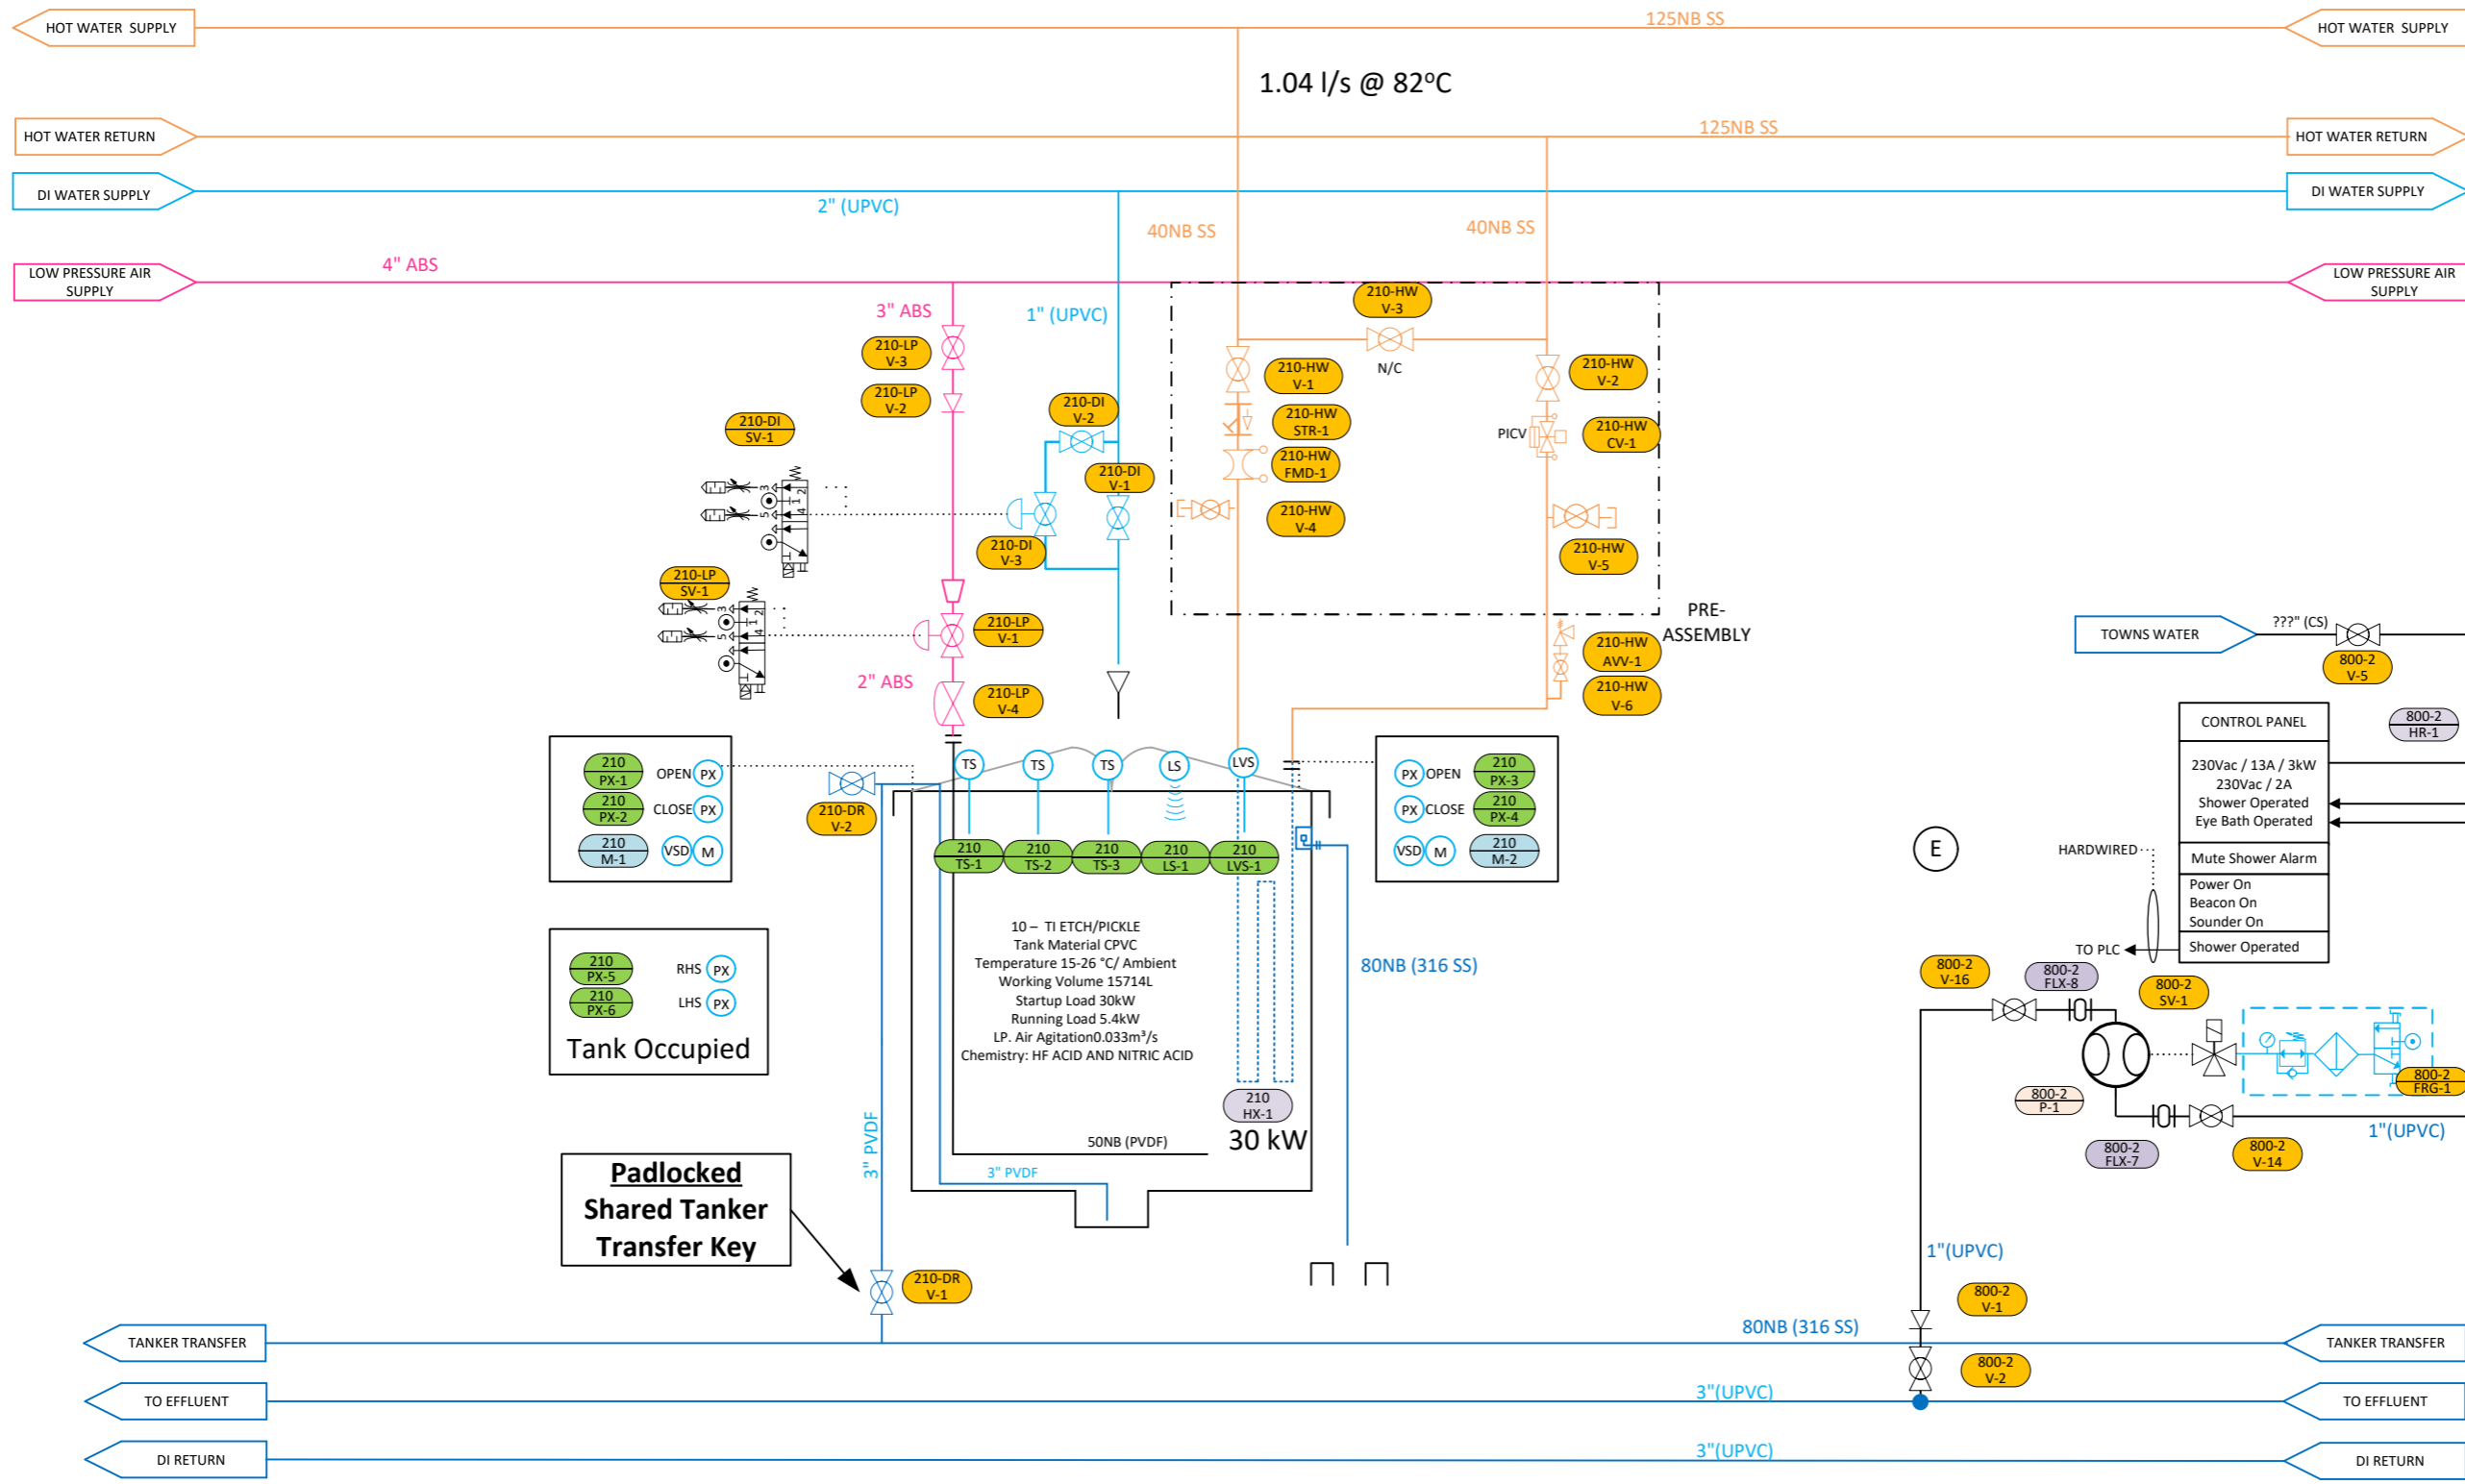 HOT WATER  SUPPLY
125NB SS
HOT WATER  SUPPLY
1.04 l/s @ 82°C
HOT WATER RETURN
125NB SS
HOT WATER RETURN
DI WATER SUPPLY
2" (UPVC)
DI WATER SUPPLY
40NB SS
40NB SS
LOW PRESSURE AIR
SUPPLY
4" ABS
LOW PRESSURE AIR
SUPPLY
3" ABS
1" (UPVC)
210-HW
V-3
N/C
210-LP
V-3
210-LP
V-2
210-HW
V-1
210-HW
V-2
210-DI
V-2
210-DI
SV-1
210-HW
STR-1
PICV
210-HW
CV-1
210-HW
FMD-1
210-DI
V-1
3
2
1
5
4
210-HW
V-4
210-DI
V-3
210-HW
V-5
210-LP
SV-1
3
2
1
5
4
210-LP
V-1
PRE-
ASSEMBLY
210-HW
AVV-1
210-HW
V-6
2" ABS
210-LP
V-4
TOWNS WATER
???" (CS)
800-2
V-5
CONTROL PANEL
800-2
HR-1
230Vac / 13A / 3kW
230Vac / 2A
Shower Operated
Eye Bath Operated
Mute Shower Alarm
Power On
Beacon On
Sounder On
Shower Operated
HARDWIRED
TO PLC
E
210
PX-1
OPEN
PX
210
PX-2
CLOSE
PX
210
M-1
VSD
M
210-DR
V-2
TS
TS
TS
LS
LVS
210
TS-1
210
TS-2
210
TS-3
210
LS-1
210
LVS-1
PX
OPEN
210
PX-3
PX
CLOSE
210
PX-4
VSD
M
210
M-2
210
PX-5
RHS
PX
210
PX-6
LHS
PX
Tank Occupied
10 – TI ETCH/PICKLE
Tank Material CPVC
Temperature 15-26 °C/ Ambient
Working Volume 15714L
Startup Load 30kW
Running Load 5.4kW
LP. Air Agitation0.033m³/s
Chemistry: HF ACID AND NITRIC ACID
80NB (316 SS)
210
HX-1
30 kW
50NB (PVDF)
3" PVDF
3" PVDF
800-2
V-16
800-2
FLX-8
800-2
SV-1
800-2
FRG-1
800-2
P-1
800-2
FLX-7
800-2
V-14
1"(UPVC)
Padlocked
Shared Tanker
Transfer Key
210-DR
V-1
1"(UPVC)
800-2
V-1
TANKER TRANSFER
80NB (316 SS)
TANKER TRANSFER
800-2
V-2
TO EFFLUENT
3"(UPVC)
TO EFFLUENT
DI RETURN
3"(UPVC)
DI RETURN